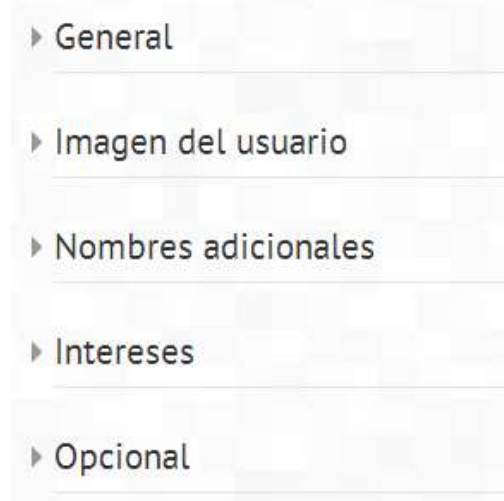 General
Imagen del usuario
Nombres adicionales
Intereses
Opcional